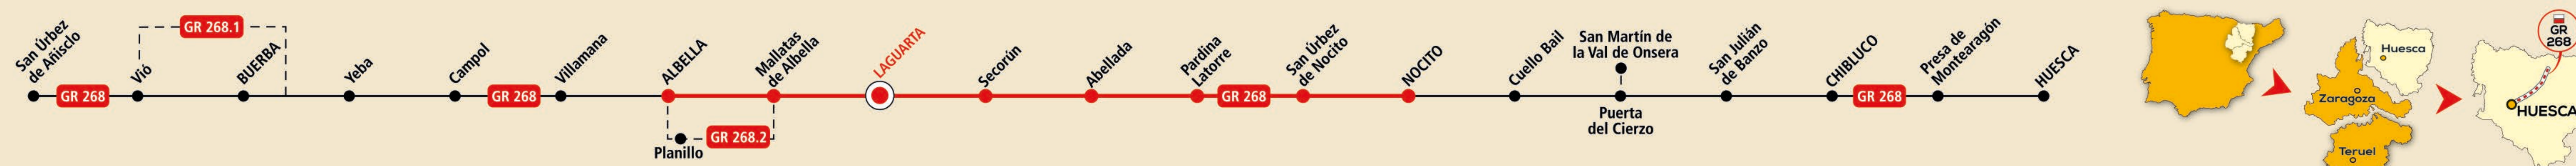 San Úrbez
de Añisclo
GR 268
Vió
GR 268.1
BUERBA
Yeba
Campol
GR 268
Villamana
ALBELLA
Planillo
GR 268.2
Mallatas
de Albella
LAGUARTA
Secorún
Abellada
Pardina
Latorre
GR 268
San Úrbez
de Nocito
NOCITO
Cuello Bail
San Martín de
la Val de Onsera
Puerta
del Cierzo
San Julián
de Banzo
CHIBLUCO
GR 268
Presa de
Montearagón
HUESCA
Huesca
Zaragoza
Teruel
GR
268
HUESCA